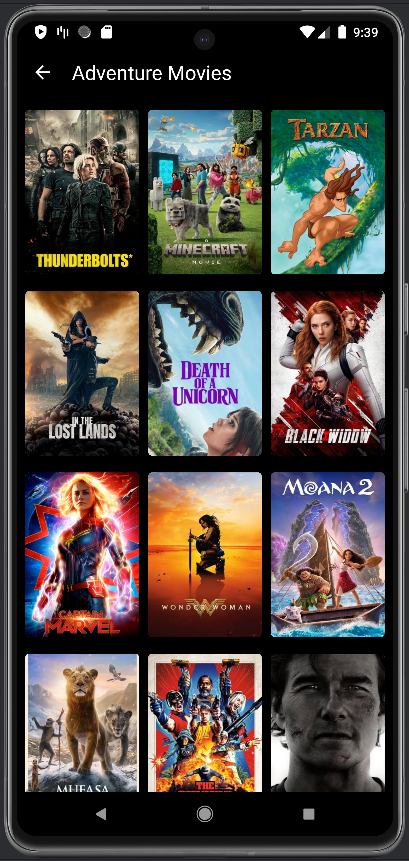 9:39
Adventure Movies
THUNDERBOLTS*
A
MINECRAFT
MOVIE
TARZAN
IN THE
LOST LANDS
DEATH
OF A
UNICORN
BLACK WIDOW
CAPTAIN
MARVEL
WONDER WOMAN
MOANA 2
MUFASA
THE